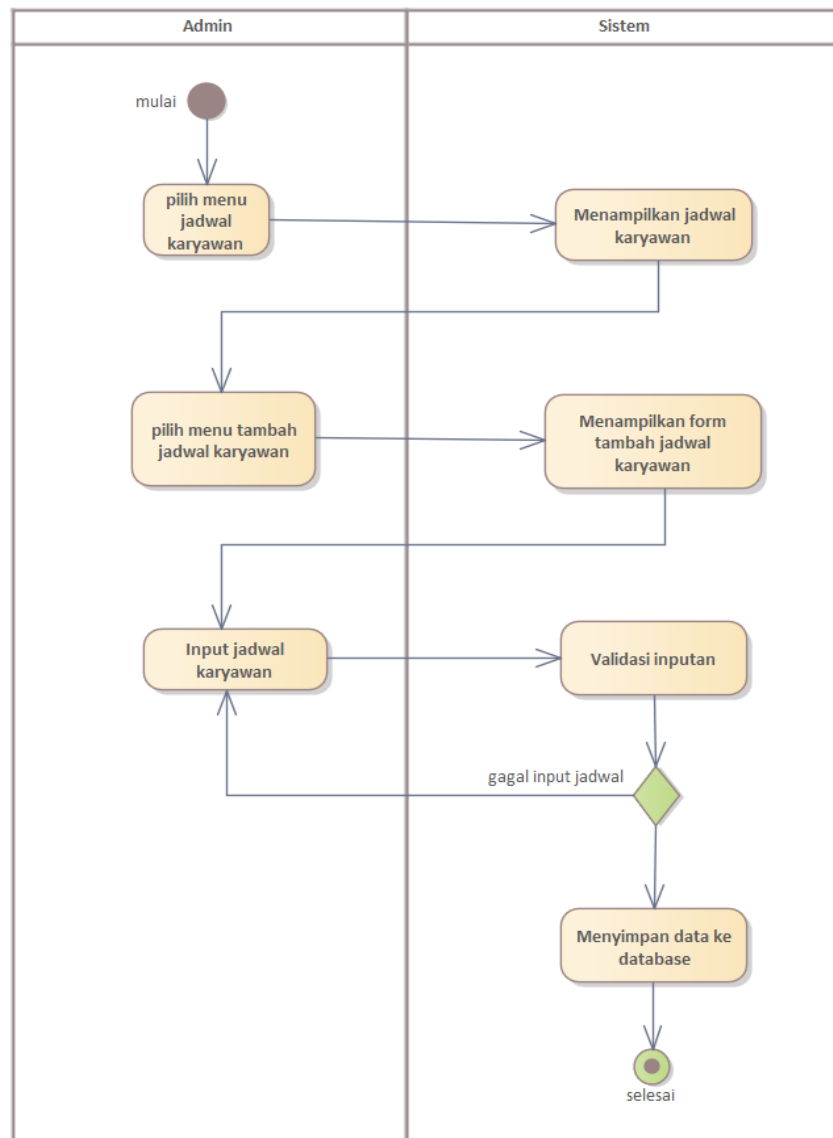 Admin
Sistem
mulai
pilih menu
jadwal
karyawan
Menampilkan jadwal
karyawan
pilih menu tambah
jadwal karyawan
Menampilkan form
tambah jadwal
karyawan
Input jadwal
karyawan
Validasi inputan
gagal input jadwal
Menyimpan data ke
database
selesai